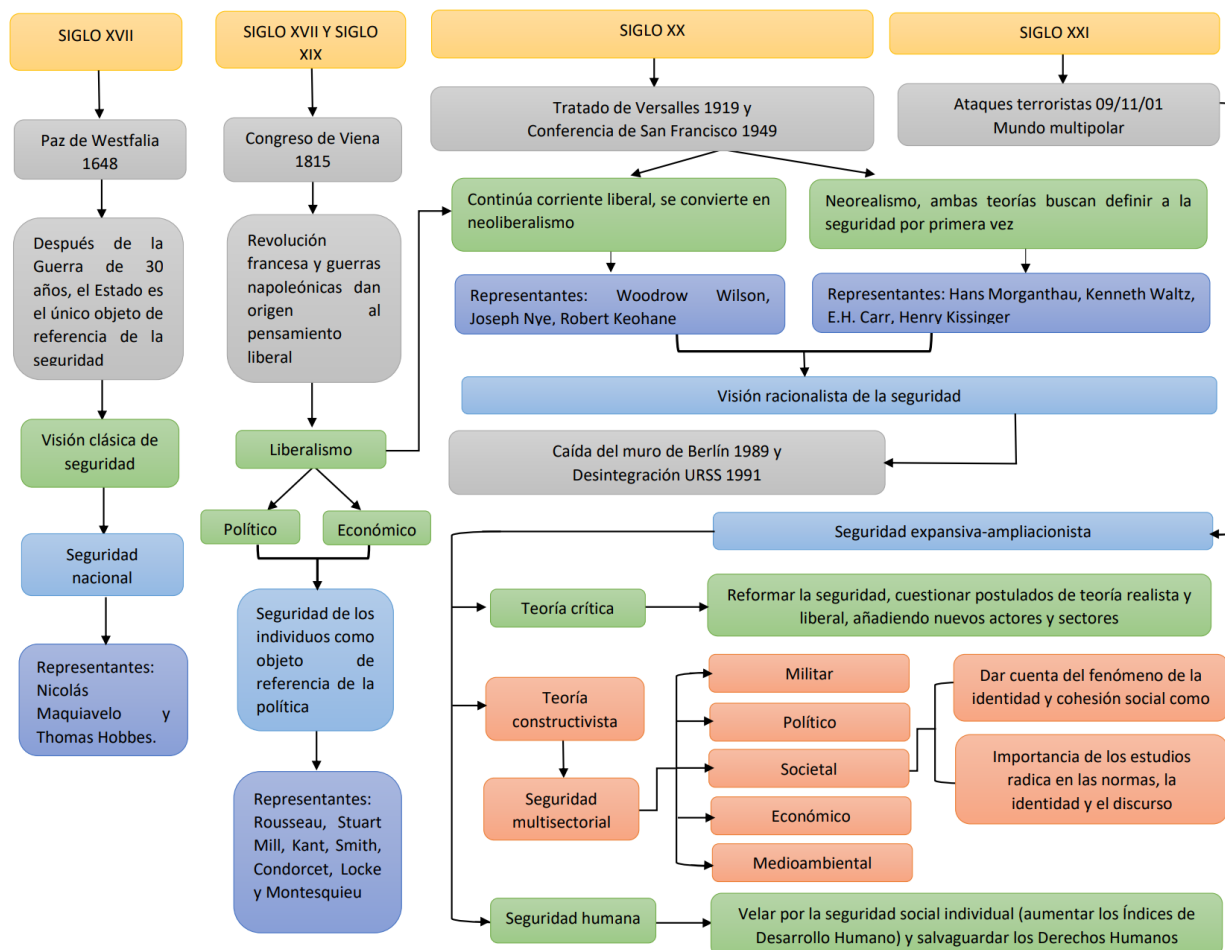 SIGLO XVII
Paz de Westfalia
1648
Después de la
Guerra de 30
años, el Estado es
el único objeto de
referencia de la
seguridad
Visión clásica de
seguridad
Seguridad
nacional
Representantes:
Nicolás
Maquiavelo y
Thomas Hobbes.
SIGLO XVII Y SIGLO
XIX
Congreso de Viena
1815
Revolución
francesa y guerras
napoleónicas dan
origen al
pensamiento
liberal
Liberalismo
Político
Económico
Seguridad de los
individuos como
objeto de
referencia de la
política
Representantes:
Rousseau, Stuart
Mill, Kant, Smith,
Condorcet, Locke
y Montesquieu
SIGLO XX
Tratado de Versalles 1919 y
Conferencia de San Francisco 1949
Continúa corriente liberal, se convierte en
neoliberalismo
Representantes: Woodrow Wilson,
Joseph Nye, Robert Keohane
Neorealismo, ambas teorías buscan definir a la
seguridad por primera vez
Representantes: Hans Morganthau, Kenneth Waltz,
E.H. Carr, Henry Kissinger
Visión racionalista de la seguridad
Caída del muro de Berlín 1989 y
Desintegración URSS 1991
SIGLO XXI
Ataques terroristas 09/11/01
Mundo multipolar
Seguridad expansiva-ampliacionista
Teoría crítica
Reformar la seguridad, cuestionar postulados de teoría realista y
liberal, añadiendo nuevos actores y sectores
Teoría
constructivista
Seguridad
multisectorial
Militar
Político
Societal
Económico
Medioambiental
Dar cuenta del fenómeno de la
identidad y cohesión social como
Importancia de los estudios
radica en las normas, la
identidad y el discurso
Seguridad humana
Velar por la seguridad social individual (aumentar los Índices de
Desarrollo Humano) y salvaguardar los Derechos Humanos